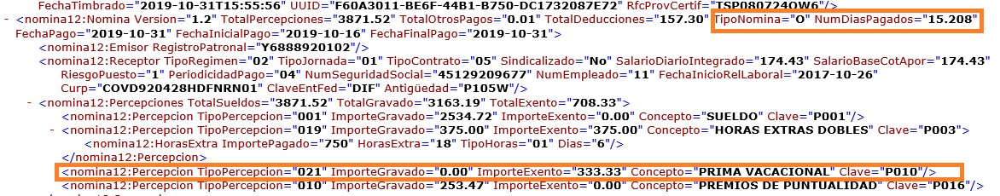 FechaTimbrado="2019-10-31T15:55:56" UUID="F60A3011-BE6F-44B1-B750-DC1732087E72" RfcProvCertif="TSP080724QW6"/>
- <nomina12:Nomina Version="1.2" TotalPercepciones="3871.52" TotalOtrosPagos="0.01" TotalDeducciones="157.30" TipoNomina="O" NumDiasPagados="15.208"
FechaPago="2019-10-31" FechaInicialPago="2019-10-16" FechaFinalPago="2019-10-31">
<nomina12:Emisor RegistroPatronal="Y6888920102"/>
<nomina12:Receptor TipoRegimen="02" TipoJornada="01" TipoContrato="05" Sindicalizado="No" SalarioDiarioIntegrado="174.43" SalarioBaseCotApor="174.43"
RiesgoPuesto="1" PeriodicidadPago="04" NumSeguridadSocial="45129209677" NumEmpleado="11" FechaInicioRelLaboral="2017-10-26"
Curp="COVD920428HDFNRN01" ClaveEntFed="DIF" Antigüedad="P105W"/>
- <nomina12:Percepciones TotalSueldos="3871.52" TotalGravado="3163.19" TotalExento="708.33">
<nomina12:Percepcion TipoPercepcion="001" ImporteGravado="2534.72" ImporteExento="0.00" Concepto="SUELDO" Clave="P001"/>
- <nomina12:Percepcion TipoPercepcion="019" ImporteGravado="375.00" ImporteExento="375.00" Concepto="HORAS EXTRAS DOBLES" Clave="P003">
<nomina12:HorasExtra ImportePagado="750" HorasExtra="18" TipoHoras="01" Dias="6"/>
</nomina12:Percepcion>
<nomina12:Percepcion TipoPercepcion="021" ImporteGravado="0.00" ImporteExento="333.33" Concepto="PRIMA VACACIONAL" Clave="P010"/>
<nomina12:Percepcion TipoPercepcion="010" ImporteGravado="253.47" ImporteExento="0.00" Concepto="PREMIOS DE PUNTUALIDAD" Clave="P016"/>